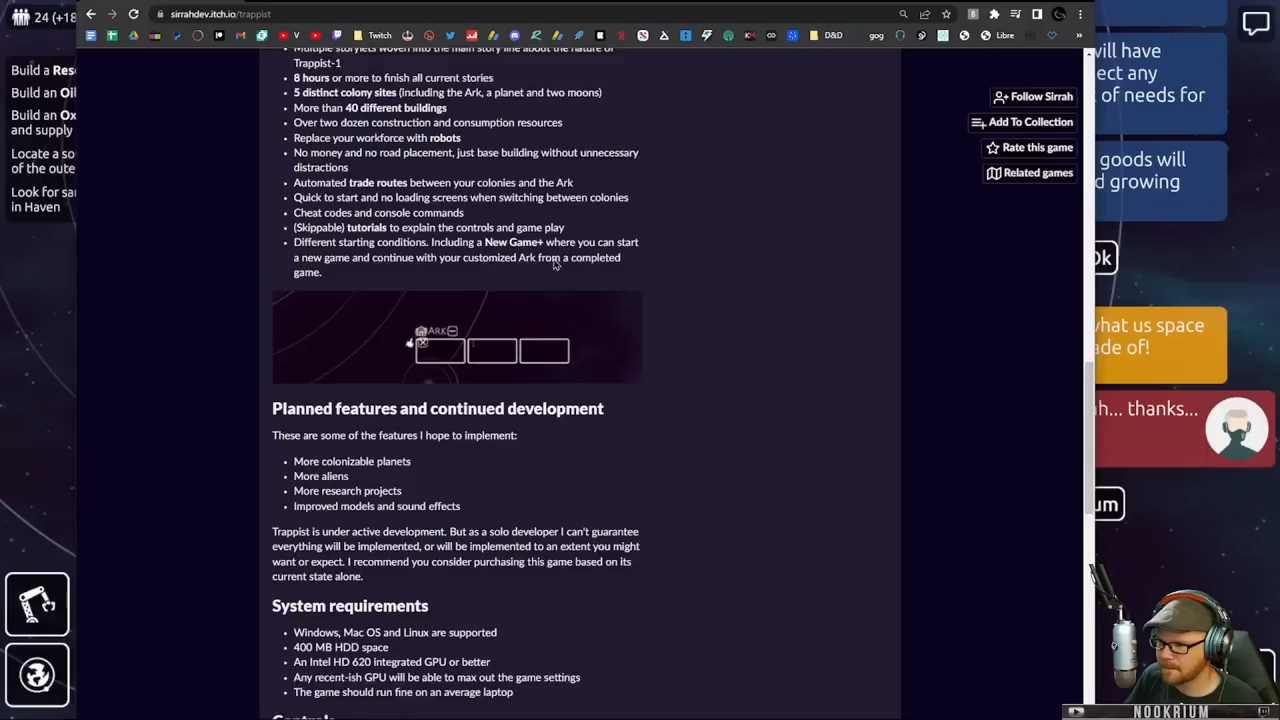 24 (+18
sirrahdev.itch.io/trappist
V
Twitch
D&D
gog
Libre
Build a Res
Build an Oil
Build an Ox
and supply
Locate a so
of the oute
Look for sa
in Haven
Multiple storylets woven into the main story line about the nature of
Trappist-1
8 hours or more to finish all current stories
5 distinct colony sites (including the Ark, a planet and two moons)
More than 40 different buildings
Over two dozen construction and consumption resources
Replace your workforce with robots
No money and no road placement, just base building without unnecessary
distractions
Automated trade routes between your colonies and the Ark
Quick to start and no loading screens when switching between colonies
Cheat codes and console commands
(Skippable) tutorials to explain the controls and game play
Different starting conditions. Including a New Game+ where you can start
a new game and continue with your customized Ark from a completed
game.
ARK
Planned features and continued development
These are some of the features I hope to implement:
More colonizable planets
More aliens
More research projects
Improved models and sound effects
Trappist is under active development. But as a solo developer I can't guarantee
everything will be implemented, or will be implemented to an extent you might
want or expect. I recommend you consider purchasing this game based on its
current state alone.
System requirements
Windows, Mac OS and Linux are supported
400 MB HDD space
An Intel HD 620 integrated GPU or better
Any recent-ish GPU will be able to max out the game settings
The game should run fine on an average laptop
Follow Sirrah
Add To Collection
Rate this game
Related games
will have
ect any
of needs for
goods will
d growing
Ok
what us space
ade of!
h... thanks...
um
NOOKRIUM